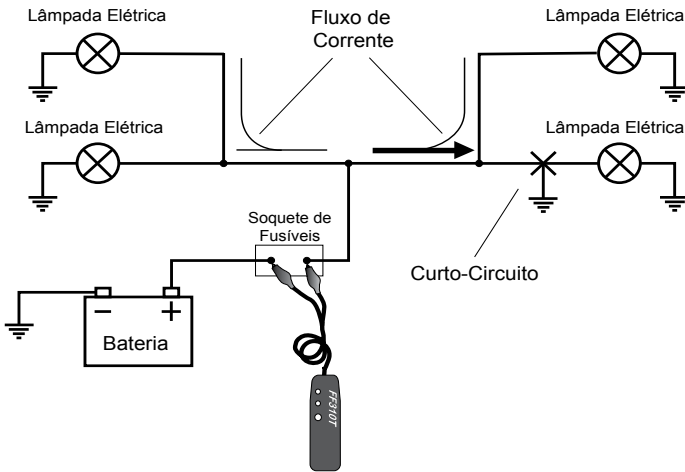 Lâmpada Elétrica
Fluxo de
Corrente
Lâmpada Elétrica
Lâmpada Elétrica
Lâmpada Elétrica
Soquete de
Fusíveis
Curto-Circuito
Bateria
FF310T